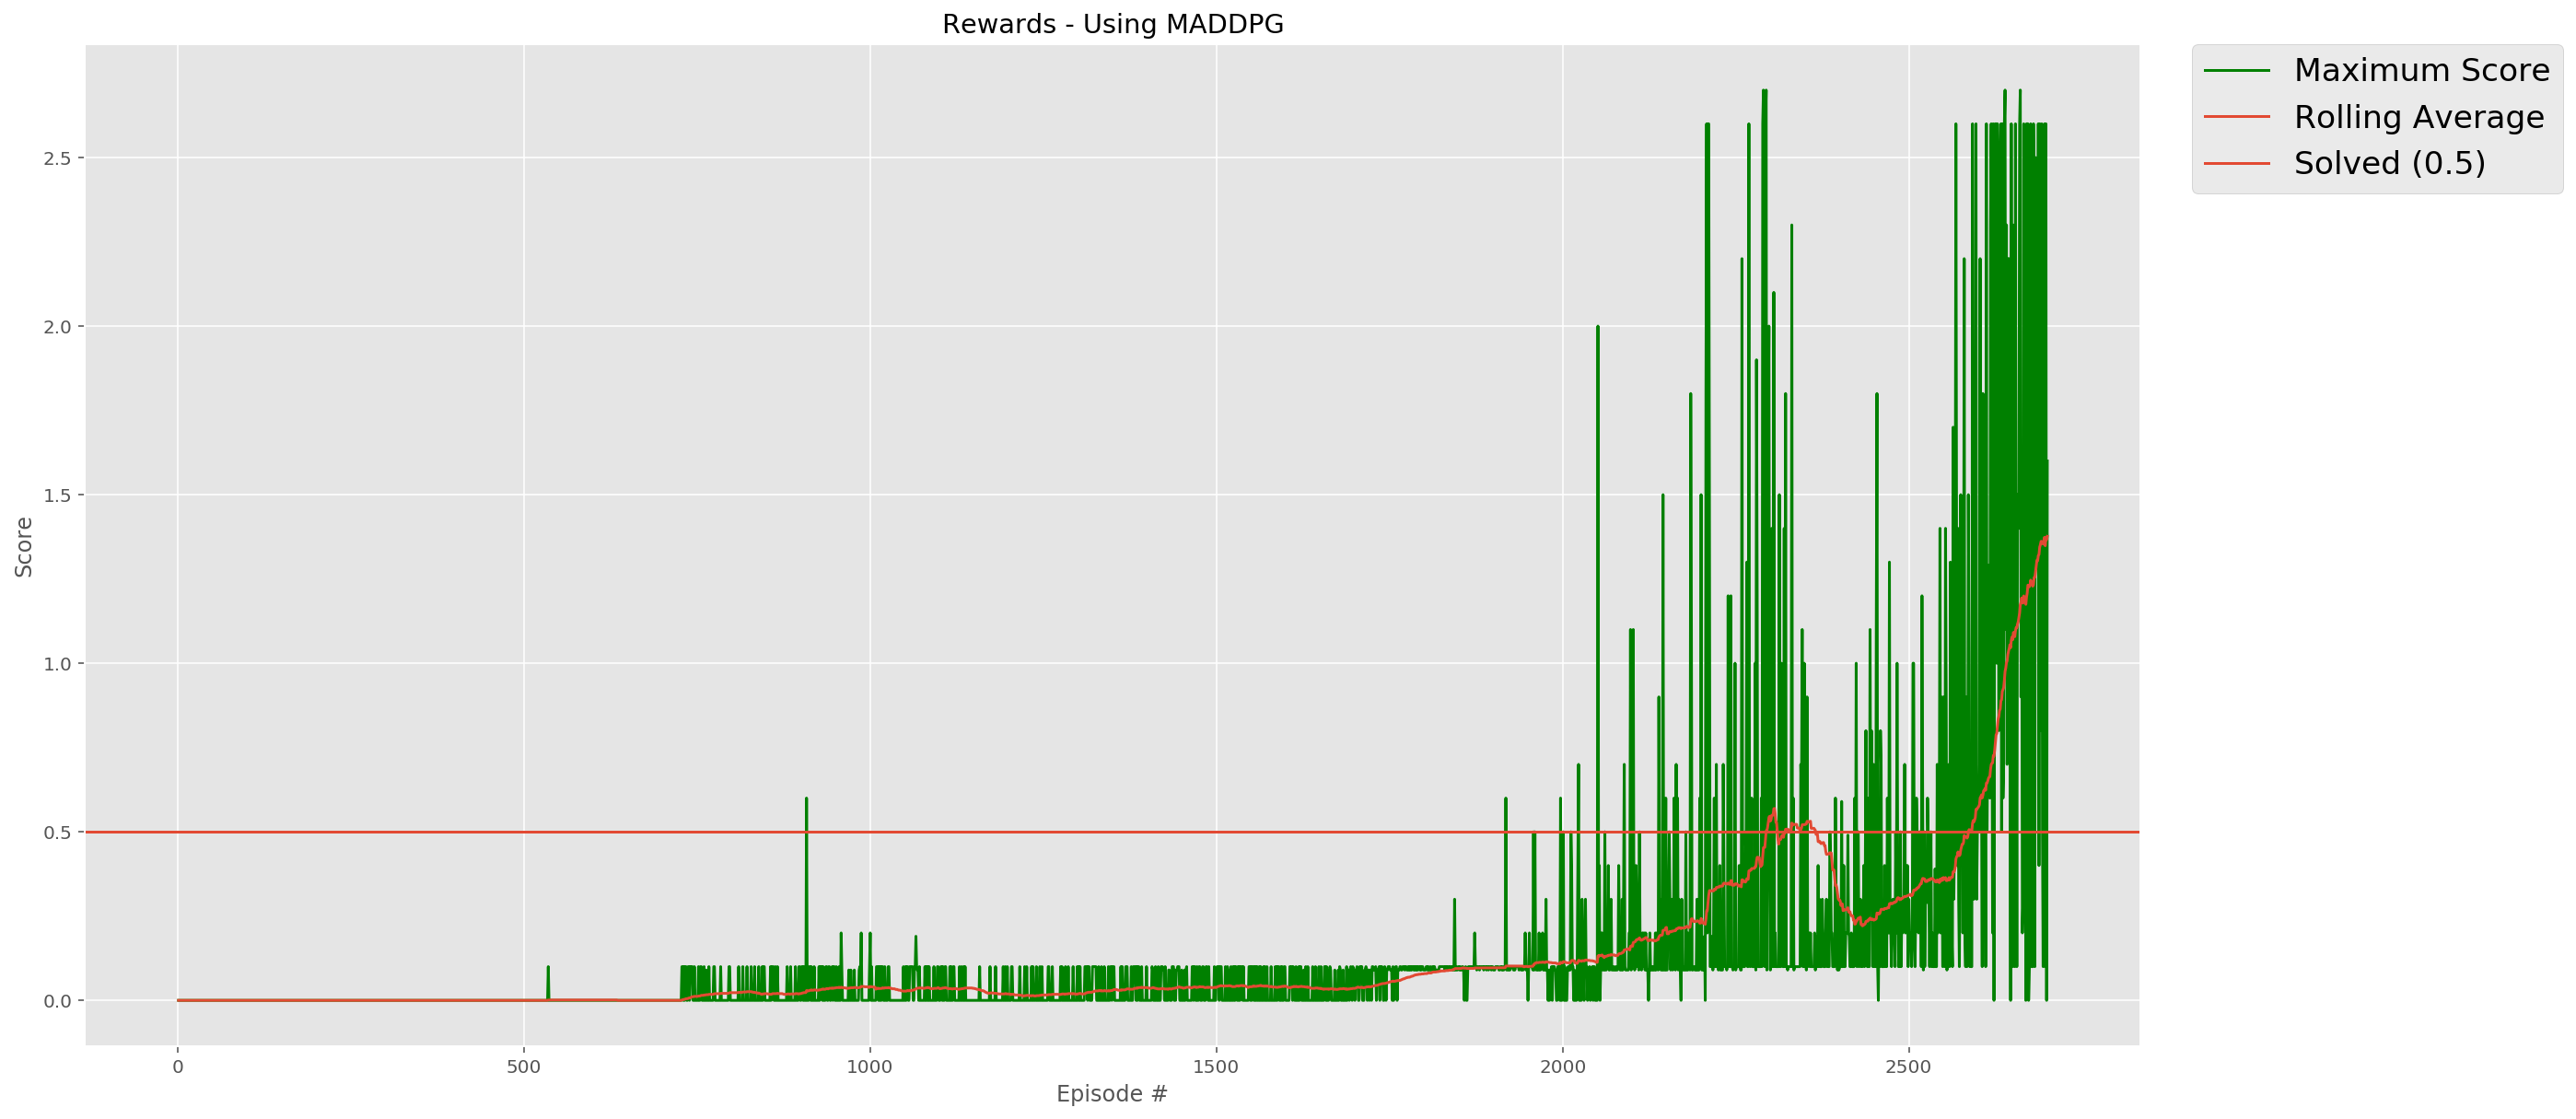 Rewards - Using MADDPG
Maximum Score
Rolling Average
Solved (0.5)
2.5
2.0
1.5
1.0
0.5
0.0
Score
0 500 1000 1500 2000 2500
Episode #